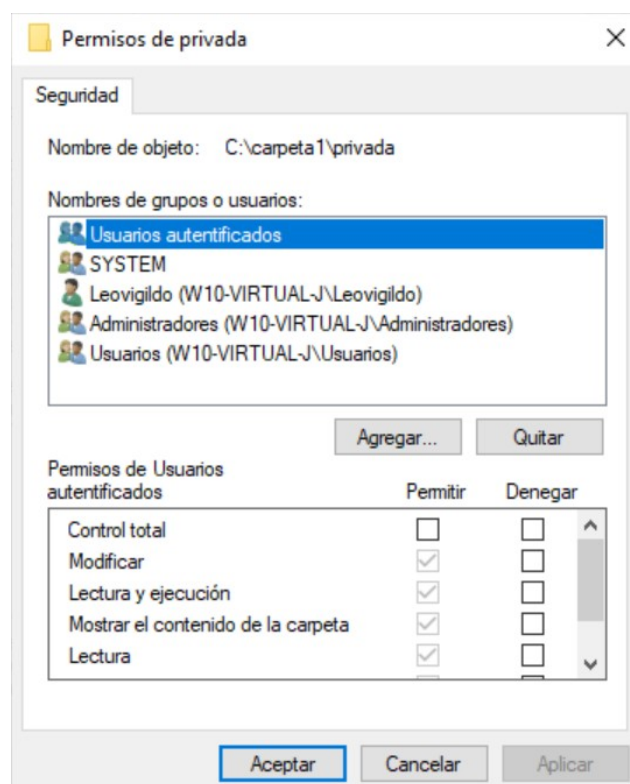 Permisos de privada
Seguridad
Nombre de objeto: C:\carpeta1\privada
Nombres de grupos o usuarios:
Usuarios autentificados
SYSTEM
Leovigildo (W10-VIRTUAL-J\Leovigildo)
Administradores (W10-VIRTUAL-J\Administradores)
Usuarios (W10-VIRTUAL-J\Usuarios)
Agregar... Quitar
Permisos de Usuarios
autentificados Permitir Denegar
Control total
Modificar
Lectura y ejecución
Mostrar el contenido de la carpeta
Lectura
Aceptar Cancelar Aplicar